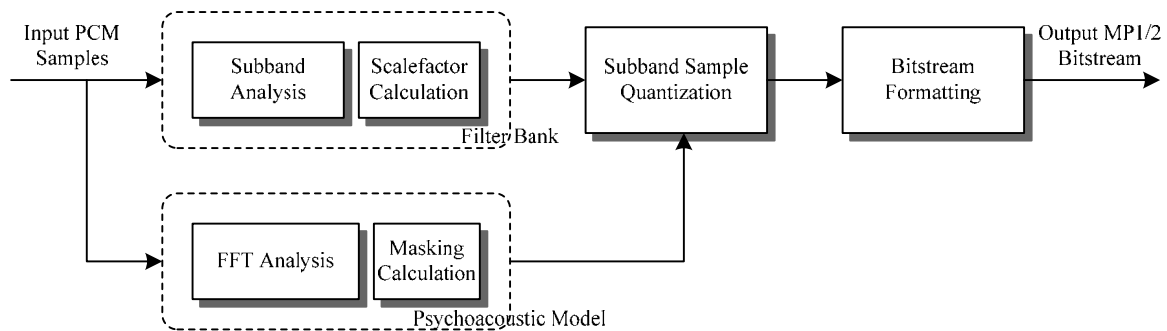 Input PCM
Samples
Subband
Analysis
Scalefactor
Calculation
Filter Bank
Subband Sample
Quantization
Bitstream
Formatting
Output MP1/2
Bitstream
FFT Analysis
Masking
Calculation
Psychoacoustic Model